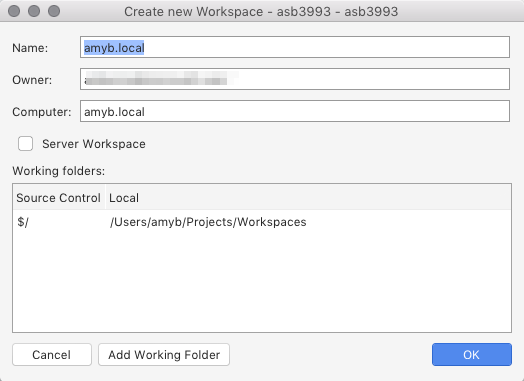 Create new Workspace - asb3993 - asb3993
Name: amyb.local
Owner:
Computer: amyb.local
Server Workspace
Working folders:
Source Control Local
$/ /Users/amyb/Projects/Workspaces
Cancel Add Working Folder OK